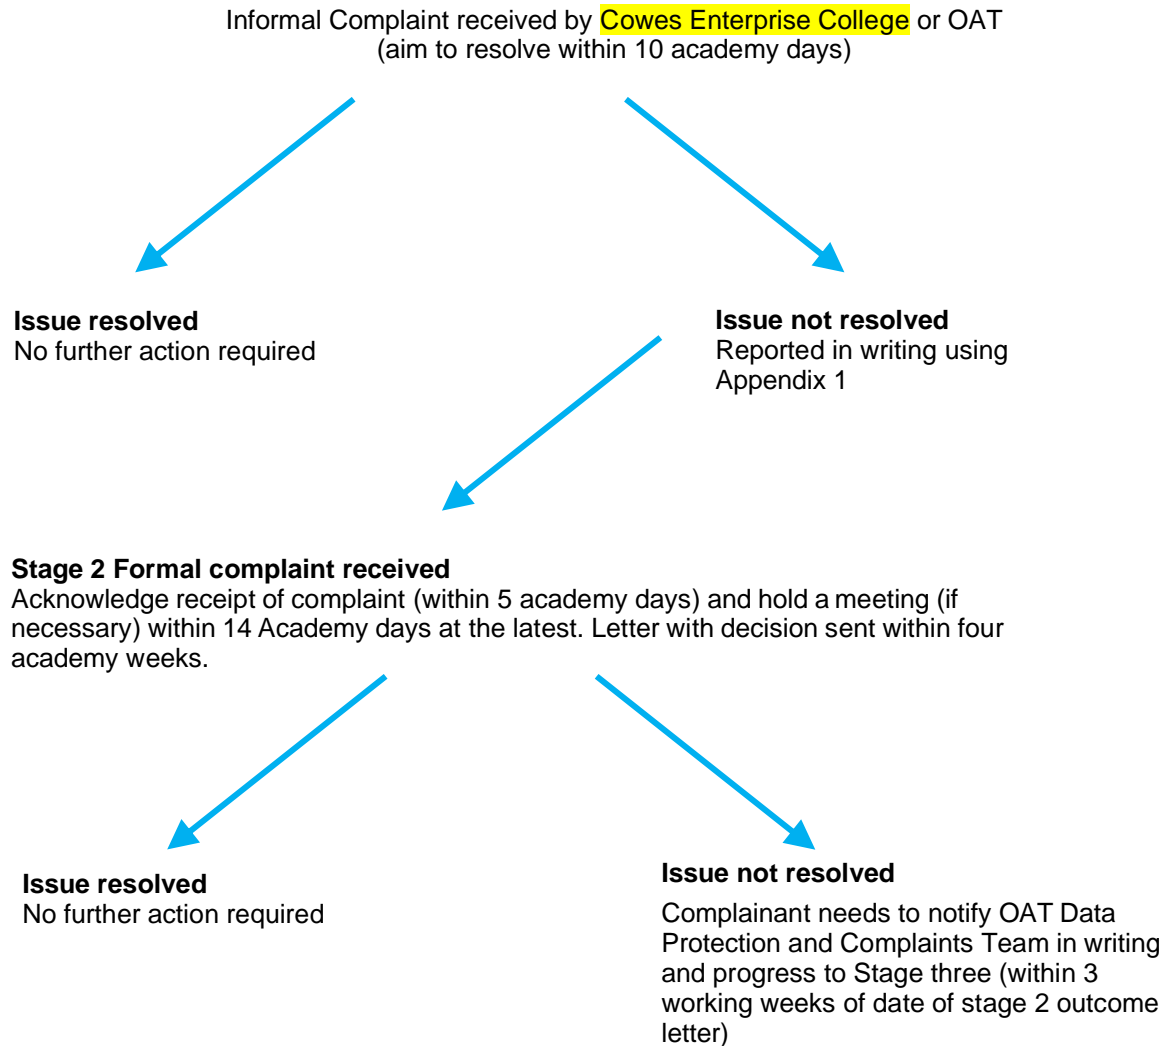 Informal Complaint received by Cowes Enterprise College or OAT
(aim to resolve within 10 academy days)
Issue resolved
No further action required
Issue not resolved
Reported in writing using
Appendix 1
Stage 2 Formal complaint received
Acknowledge receipt of complaint (within 5 academy days) and hold a meeting (if
necessary) within 14 Academy days at the latest. Letter with decision sent within four
academy weeks.
Issue resolved
No further action required
Issue not resolved
Complainant needs to notify OAT Data
Protection and Complaints Team in writing
and progress to Stage three (within 3
working weeks of date of stage 2 outcome
letter)